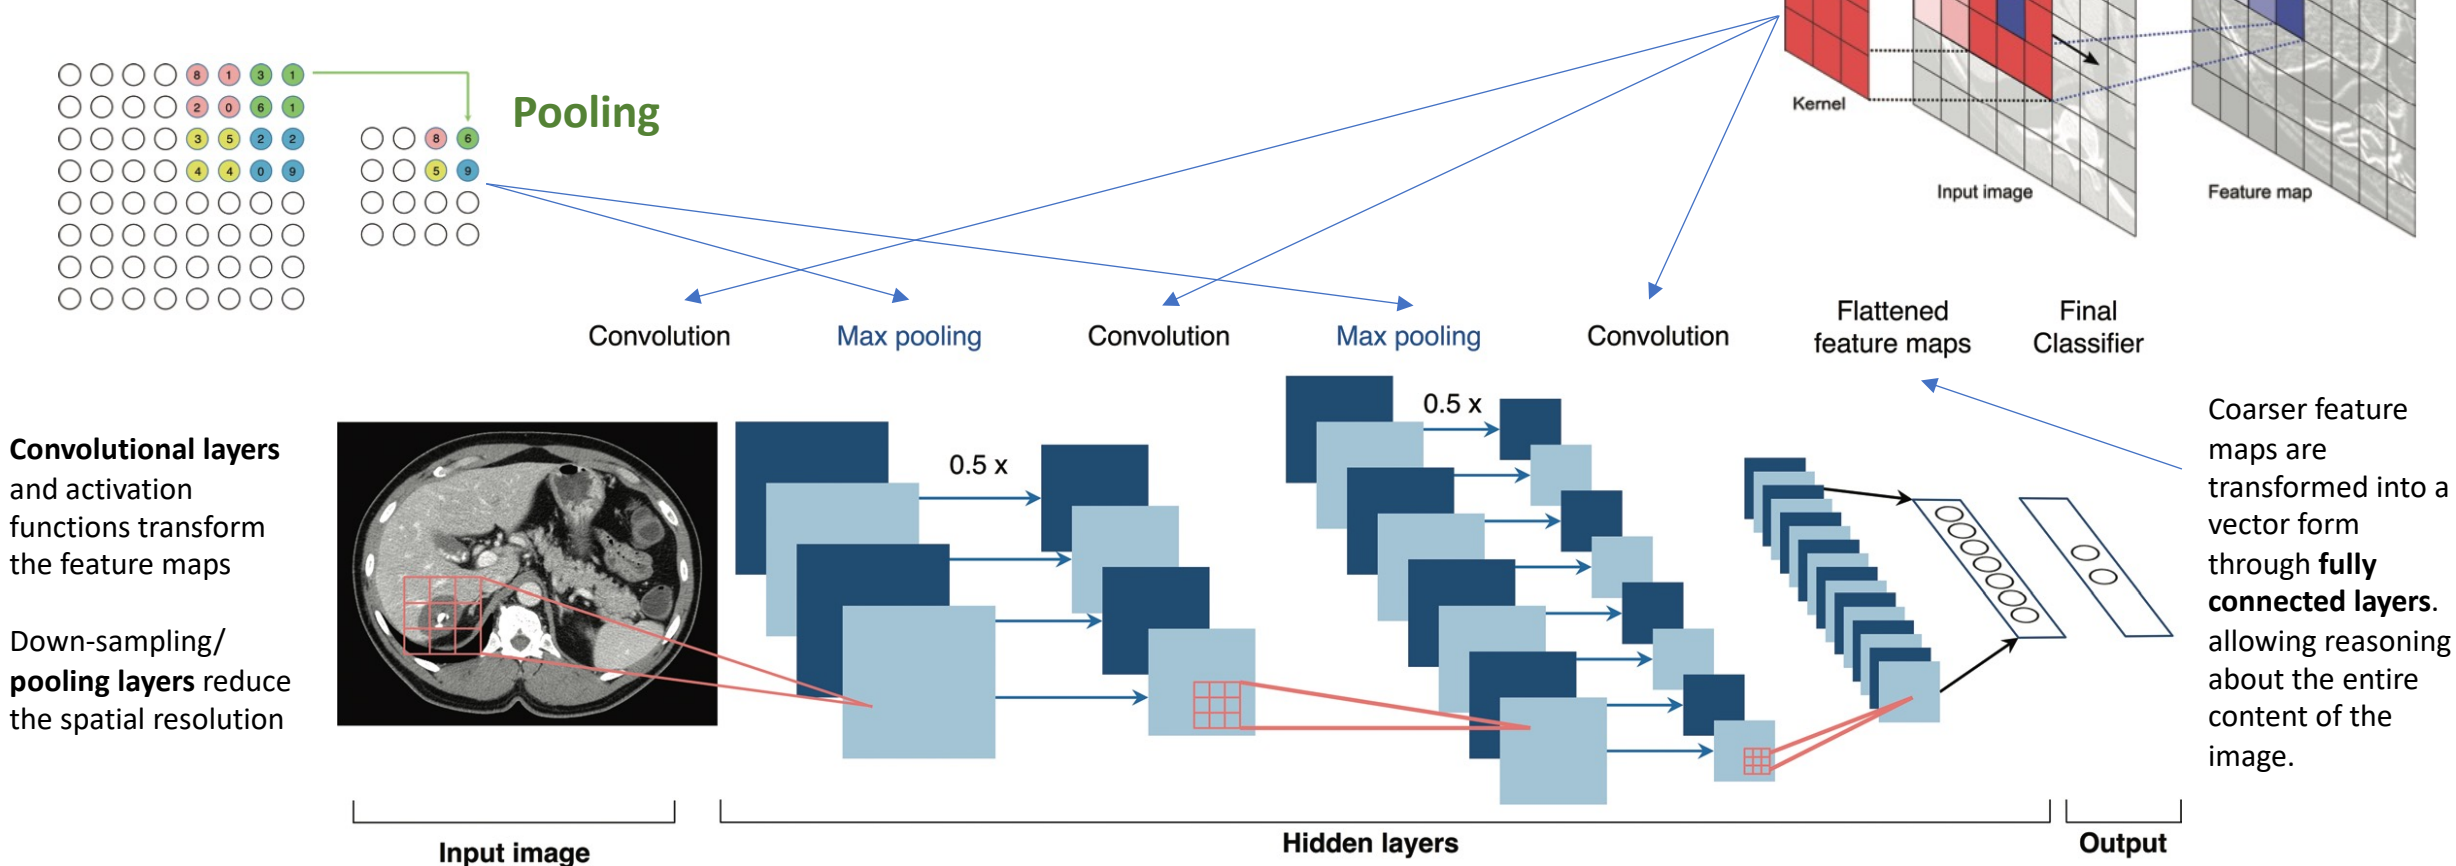 8 1 3 1
2 0 6 1
3 5 2 2
4 4 0 9
8 6
5 9
Pooling
Kernel
Input image
Feature map
Convolution
Max pooling
Convolution
Max pooling
Convolution
Flattened
feature maps
Final
Classifier
Convolutional layers
and activation
functions transform
the feature maps
Down-sampling/
pooling layers reduce
the spatial resolution
0.5 x
0.5 x
Coarser feature
maps are
transformed into a
vector form
through fully
connected layers.
allowing reasoning
about the entire
content of the
image.
Input image
Hidden layers
Output